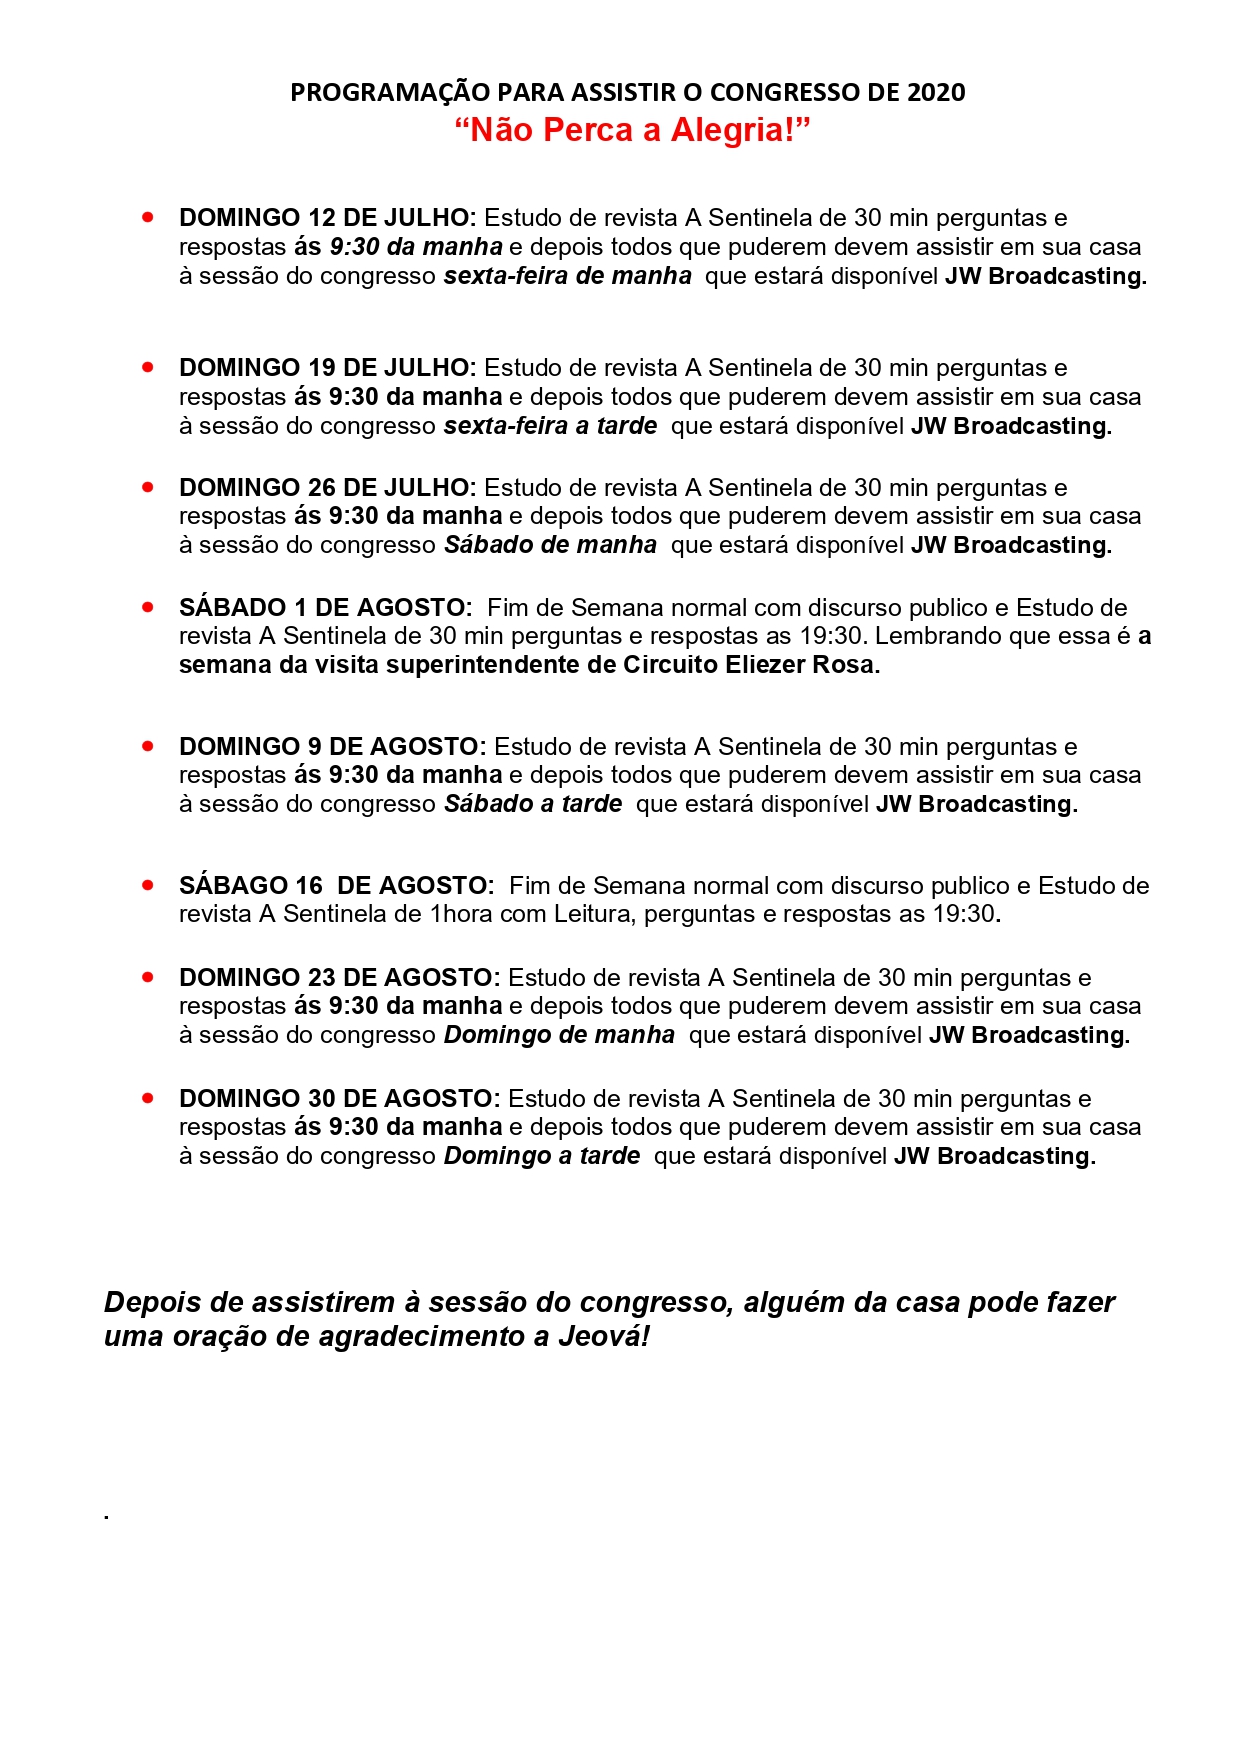 PROGRAMAÇÃO PARA ASSISTIR O CONGRESSO DE 2020
“Não Perca a Alegria!”
• DOMINGO 12 DE JULHO: Estudo de revista A Sentinela de 30 min perguntas e
respostas ás 9:30 da manha e depois todos que puderem devem assistir em sua casa
à sessão do congresso sexta-feira de manha que estará disponível JW Broadcasting.
• DOMINGO 19 DE JULHO: Estudo de revista A Sentinela de 30 min perguntas e
respostas ás 9:30 da manha e depois todos que puderem devem assistir em sua casa
à sessão do congresso sexta-feira a tarde que estará disponível JW Broadcasting.
• DOMINGO 26 DE JULHO: Estudo de revista A Sentinela de 30 min perguntas e
respostas ás 9:30 da manha e depois todos que puderem devem assistir em sua casa
à sessão do congresso Sábado de manha que estará disponível JW Broadcasting.
• SÁBADO 1 DE AGOSTO: Fim de Semana normal com discurso publico e Estudo de
revista A Sentinela de 30 min perguntas e respostas as 19:30. Lembrando que essa é a
semana da visita superintendente de Circuito Eliezer Rosa.
• DOMINGO 9 DE AGOSTO: Estudo de revista A Sentinela de 30 min perguntas e
respostas ás 9:30 da manha e depois todos que puderem devem assistir em sua casa
à sessão do congresso Sábado a tarde que estará disponível JW Broadcasting.
• SÁBAGO 16 DE AGOSTO: Fim de Semana normal com discurso publico e Estudo de
revista A Sentinela de 1hora com Leitura, perguntas e respostas as 19:30.
• DOMINGO 23 DE AGOSTO: Estudo de revista A Sentinela de 30 min perguntas e
respostas ás 9:30 da manha e depois todos que puderem devem assistir em sua casa
à sessão do congresso Domingo de manha que estará disponível JW Broadcasting.
• DOMINGO 30 DE AGOSTO: Estudo de revista A Sentinela de 30 min perguntas e
respostas ás 9:30 da manha e depois todos que puderem devem assistir em sua casa
à sessão do congresso Domingo a tarde que estará disponível JW Broadcasting.
Depois de assistirem à sessão do congresso, alguém da casa pode fazer
uma oração de agradecimento a Jeová!
.